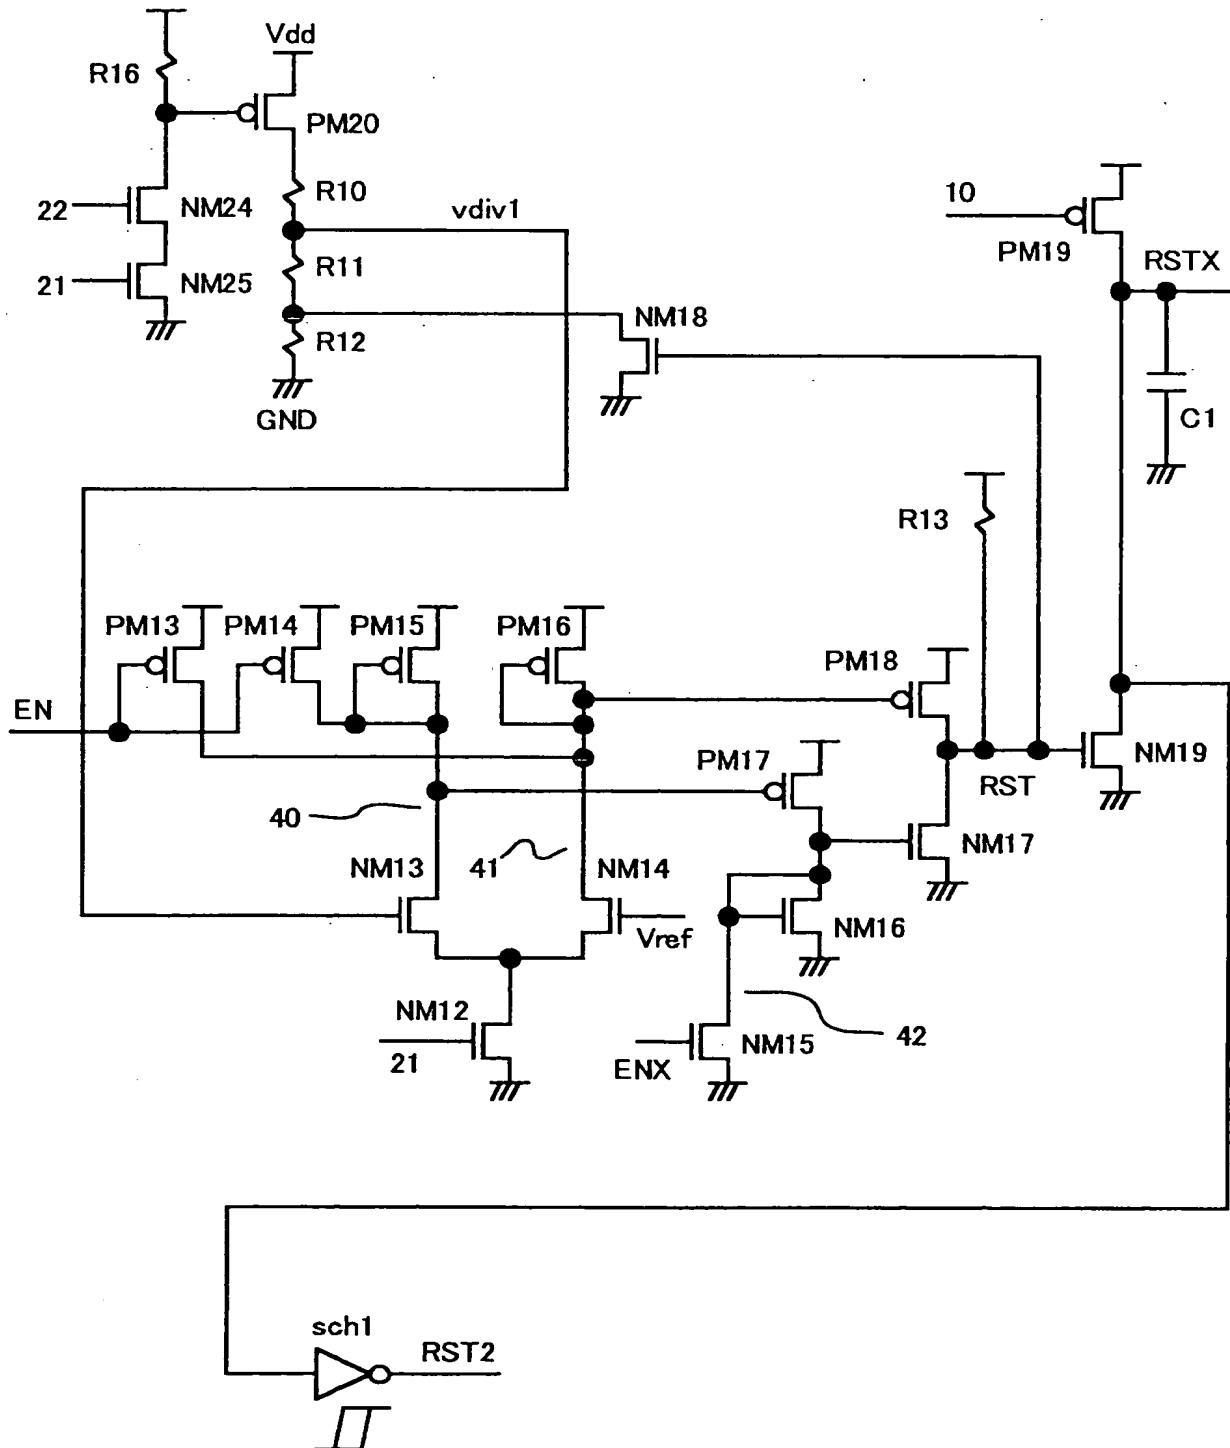 Vdd
R16
PM20
R10
10
22
NM24
vdiv1
PM19
RSTX
21
NM25
R11
NM18
R12
GND
C1
R13
PM13
PM14
PM15
PM16
PM18
EN
PM17
RST
NM19
40
41
NM17
NM13
NM14
Vref
NM16
NM12
21
ENX
NM15
42
sch1
RST2